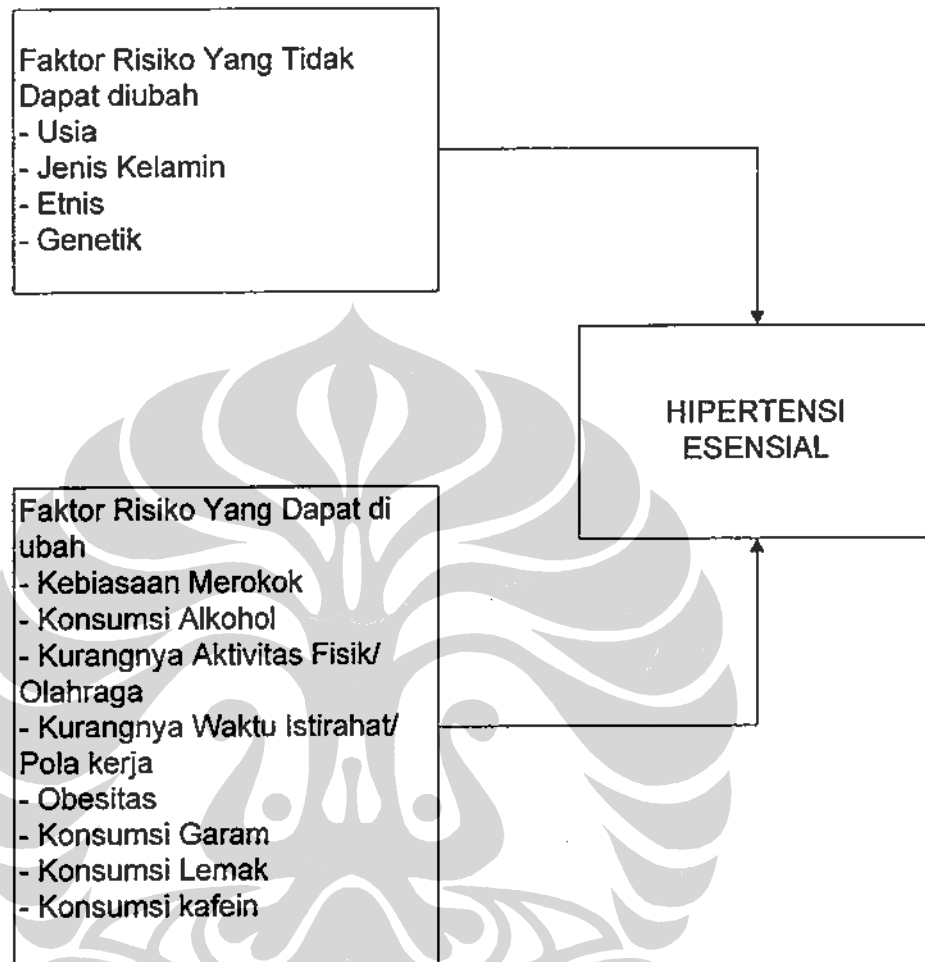 Faktor Risiko Yang Tidak
Dapat diubah
- Usia
- Jenis Kelamin
- Etnis
- Genetik
HIPERTENSI
ESENSIAL
Faktor Risiko Yang Dapat di
ubah
- Kebiasaan Merokok
- Konsumsi Alkohol
- Kurangnya Aktivitas Fisik/
Olahraga
- Kurangnya Waktu Istirahat/
Pola kerja
- Obesitas
- Konsumsi Garam
- Konsumsi Lemak
- Konsumsi kafein